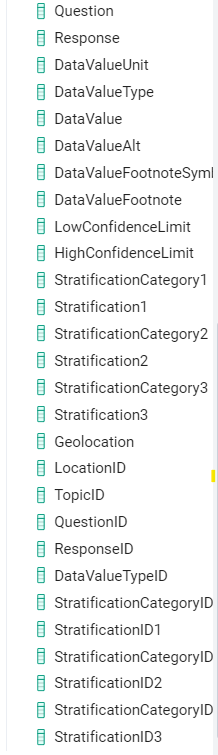 Question
Response
DataValueUnit
DataValueType
DataValue
DataValueAlt
DataValueFootnoteSyml
DataValueFootnote
LowConfidenceLimit
HighConfidenceLimit
StratificationCategory1
Stratification1
StratificationCategory2
Stratification2
StratificationCategory3
Stratification3
Geolocation
LocationID
TopicID
QuestionID
ResponseID
DataValueTypeID
StratificationCategoryID
StratificationID1
StratificationCategoryID
StratificationID2
StratificationCategoryID
StratificationID3